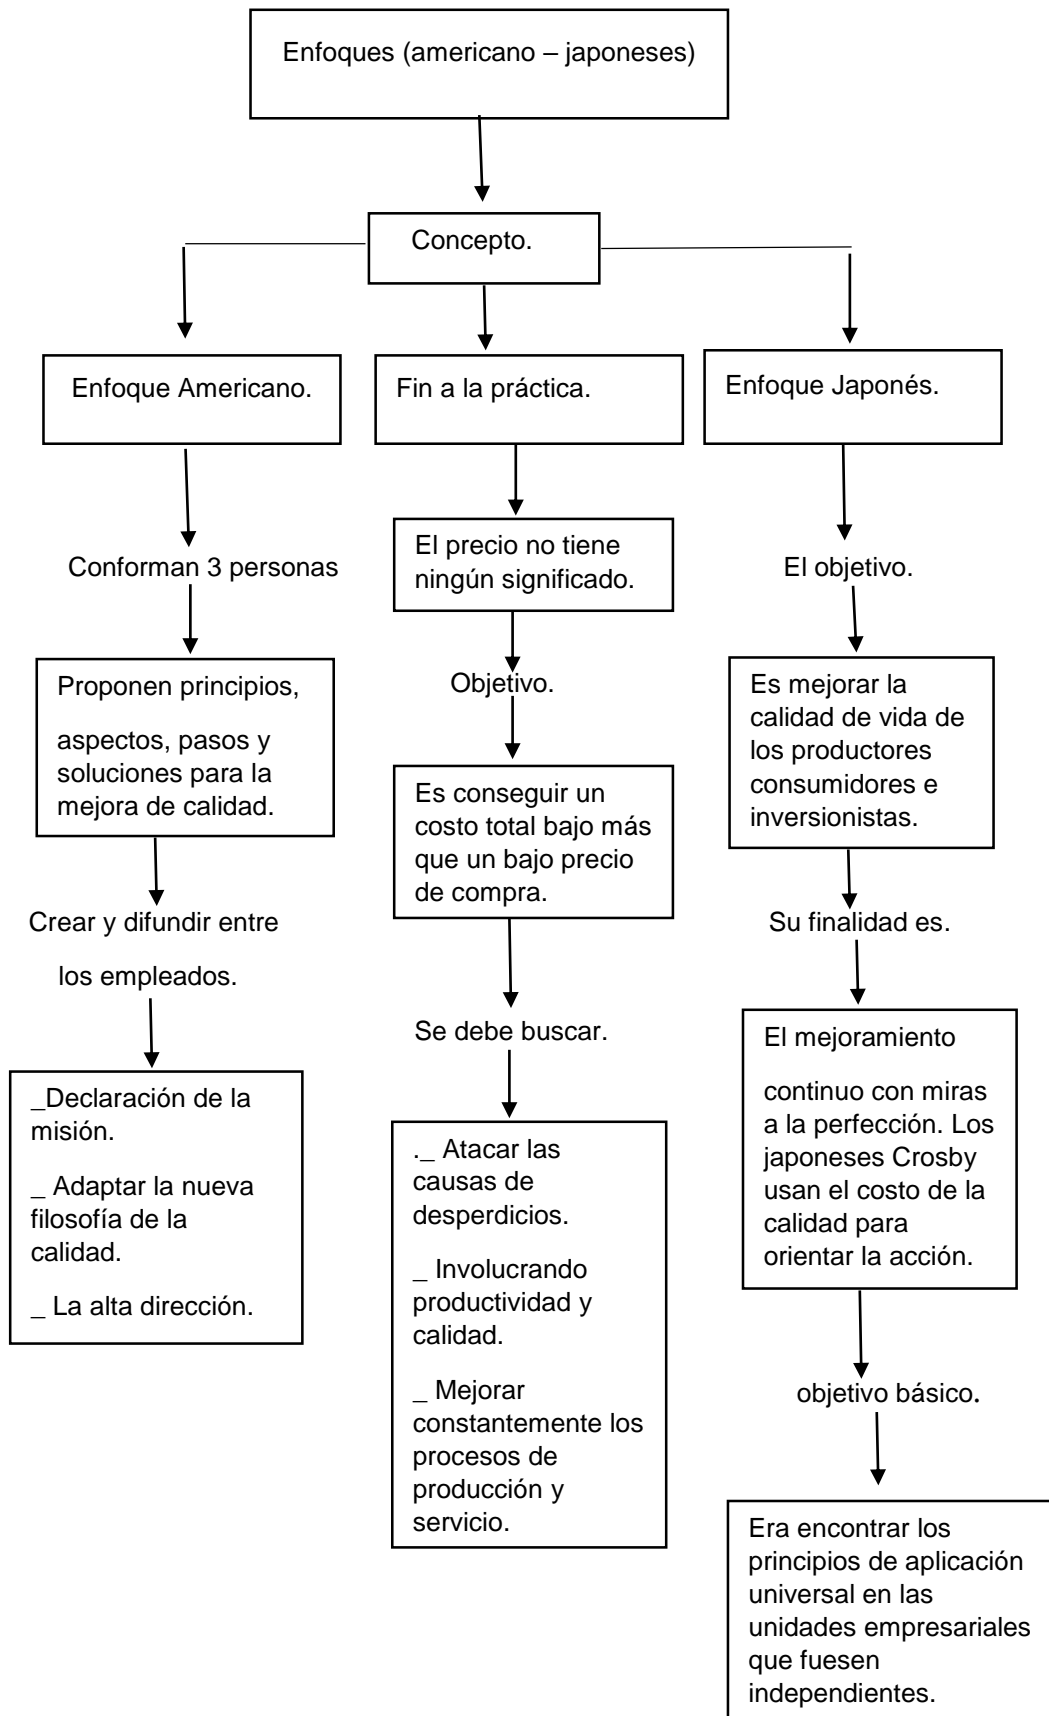 Enfoques (americano – japoneses)
Concepto.
Enfoque Americano.
Conforman 3 personas
Proponen principios,
aspectos, pasos y
soluciones para la
mejora de calidad.
Crear y difundir entre
los empleados.
_Declaración de la
misión.
_ Adaptar la nueva
filosofía de la
calidad.
_ La alta dirección.
Fin a la práctica.
El precio no tiene
ningún significado.
Objetivo.
Es conseguir un
costo total bajo más
que un bajo precio
de compra.
Se debe buscar.
._ Atacar las
causas de
desperdicios.
_ Involucrando
productividad y
calidad.
_ Mejorar
constantemente los
procesos de
producción y
servicio.
Enfoque Japonés.
El objetivo.
Es mejorar la
calidad de vida de
los productores
consumidores e
inversionistas.
Su finalidad es.
El mejoramiento
continuo con miras
a la perfección. Los
japoneses Crosby
usan el costo de la
calidad para
orientar la acción.
objetivo básico.
Era encontrar los
principios de aplicación
universal en las
unidades empresariales
que fuesen
independientes.